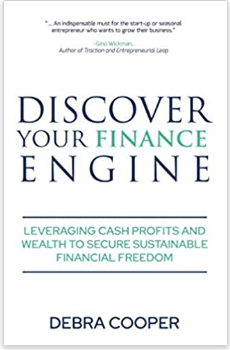 "... An indispensable must for the start-up or seasonal
entrepreneur who wants to grow their business."
-Gino Wickman,
Author of Traction and Entrepreneurial Leap
DISCOVER
YOUR FINANCE
ENGINE
LEVERAGING CASH PROFITS AND
WEALTH TO SECURE SUSTAINABLE
FINANCIAL FREEDOM
DEBRA COOPER